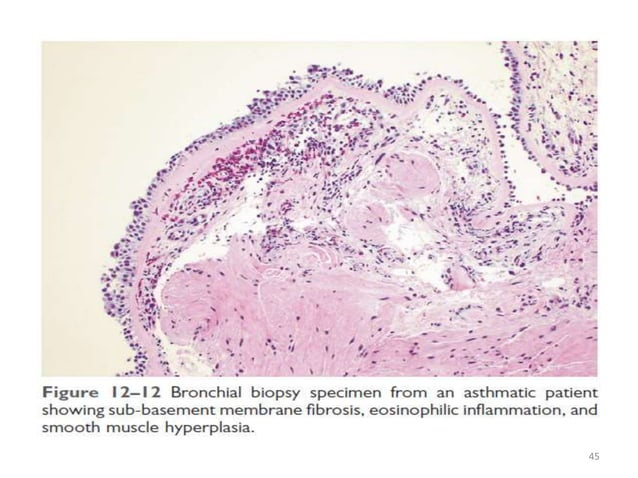 Figure 12–12 Bronchial biopsy specimen from an asthmatic patient
showing sub-basement membrane fibrosis, eosinophilic inflammation, and
smooth muscle hyperplasia.
45